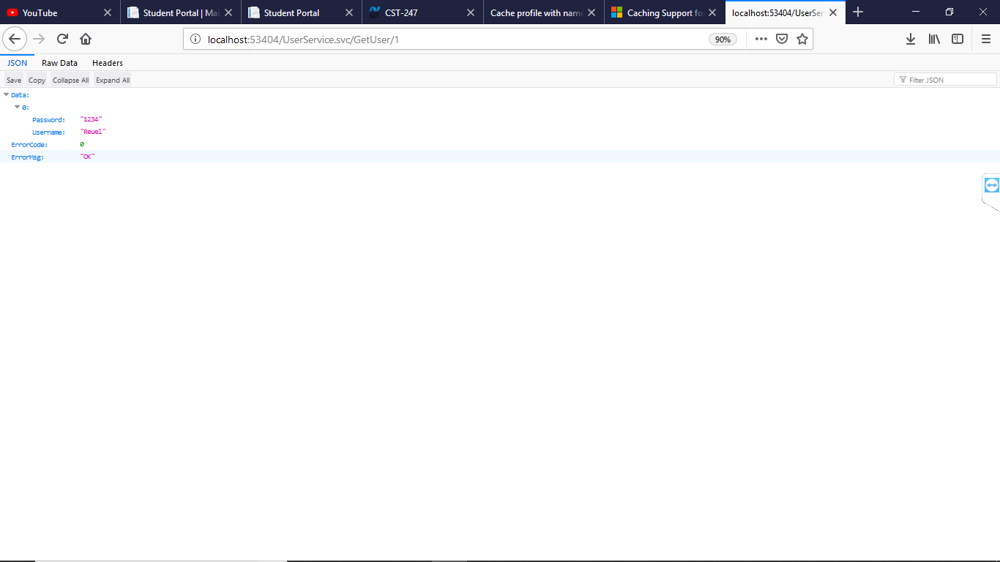 YouTube
Student Portal | Mai
Student Portal
CST-247
Cache profile with name
Caching Support fo
localhost:53404/UserSer
localhost:53404/UserService.svc/GetUser/1
90%
JSON Raw Data Headers
Save Copy Collapse All Expand All
Filter JSON
Data:
0:
Password: "1234"
Username: "Reuel"
ErrorCode: 0
ErrorMsg: "OK"